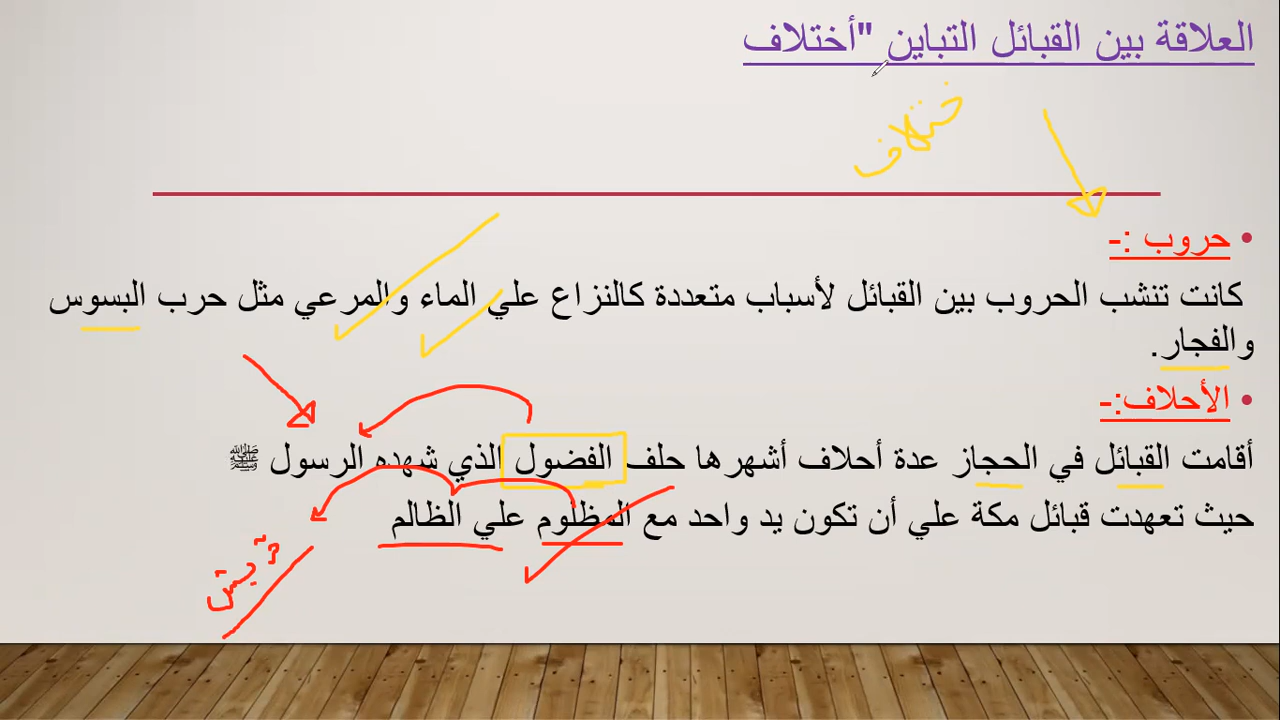 العلاقة بين القبائل التباين "أختلاف
ختلاف
• حروب :-
كانت تنشب الحروب بين القبائل لأسباب متعددة كالنزاع علي الماء والمرعي مثل حرب البسوس
والفجار.
• الأحلاف:-
أقامت القبائل في الحجاز عدة أحلاف أشهرها حلف الفضول الذي شهده الرسول ﷺ
حيث تعهدت قبائل مكة علي أن تكون يد واحد مع المظلوم علي الظالم
قريش